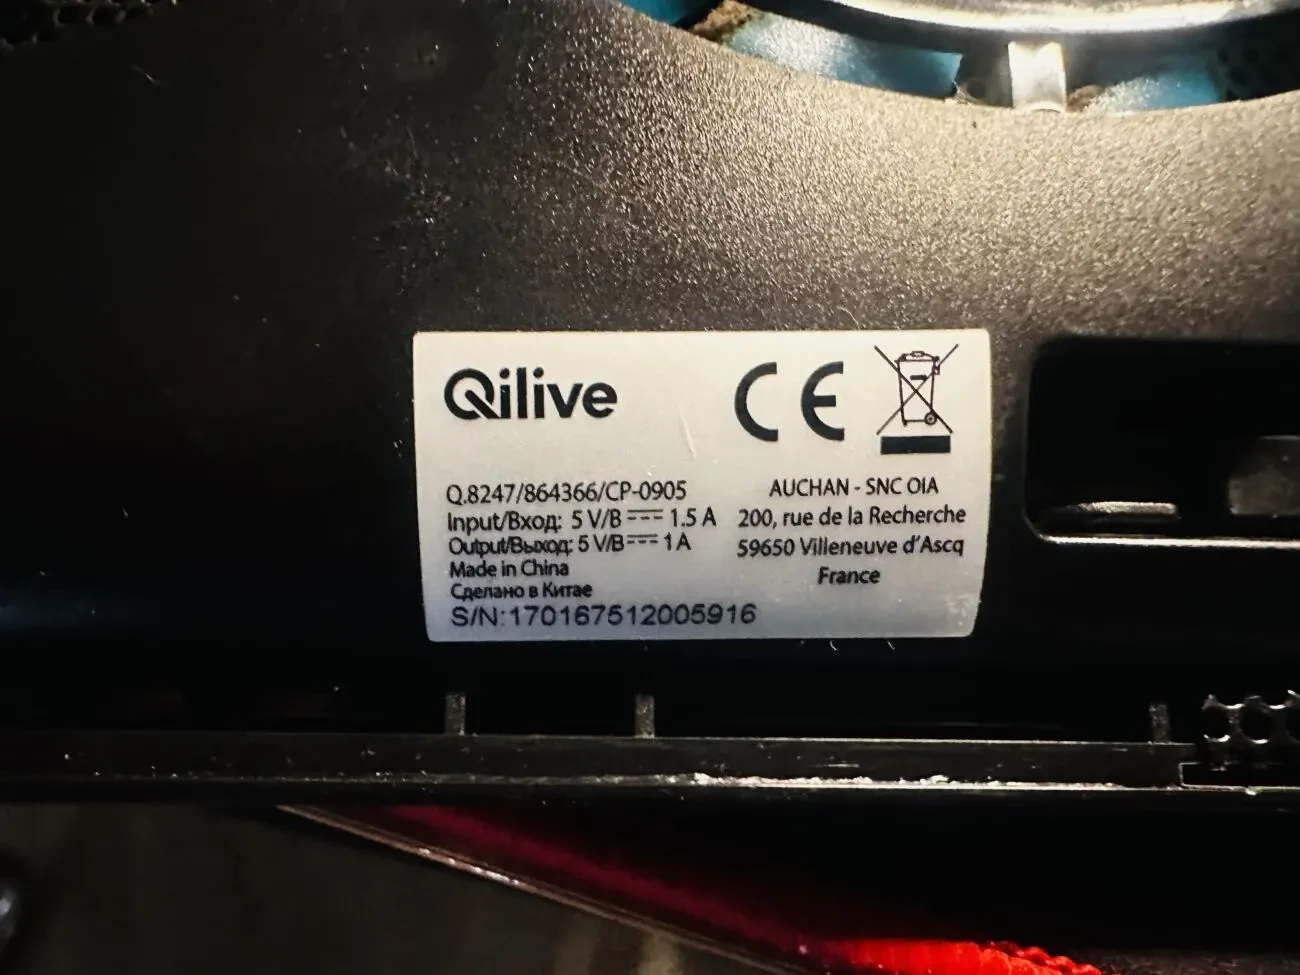 Qilive
CE
Q.8247/864366/CP-0905
Input/Вход: 5 V/В 1.5 A
Output/Выход: 5 V/В 1 A
Made in China
Сделано в Китае
S/N:170167512005916
AUCHAN - SNC OIA
200, rue de la Recherche
59650 Villeneuve d'Ascq
France